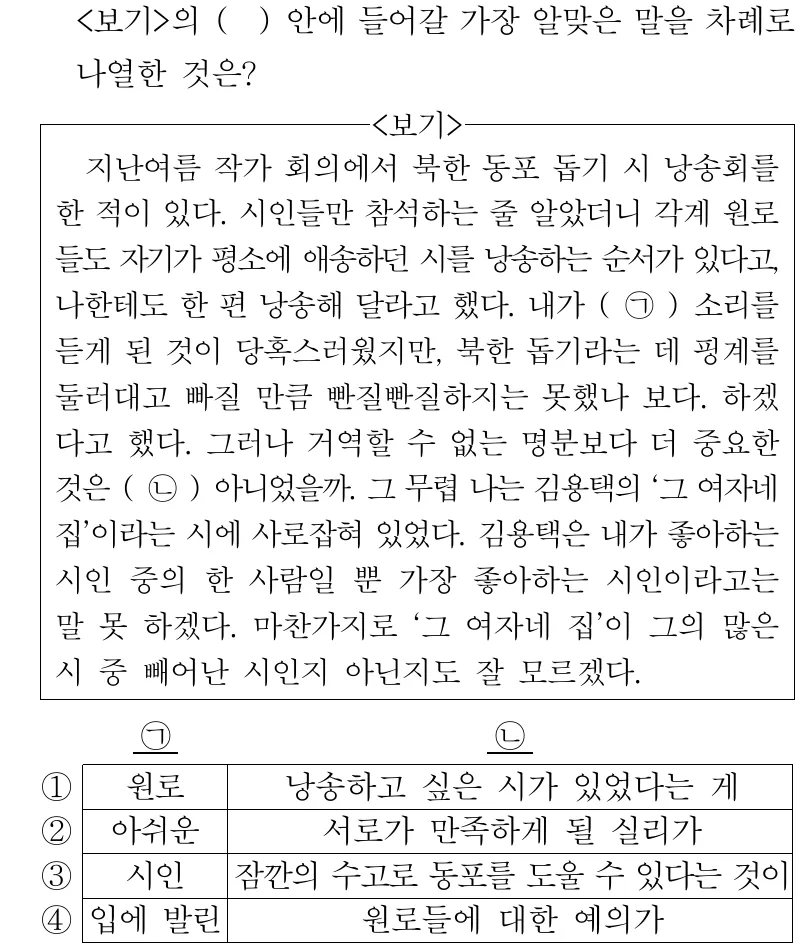 <보기>의 (   ) 안에 들어갈 가장 알맞은 말을 차례로
나열한 것은?
<보기>
지난여름 작가 회의에서 북한 동포 돕기 시 낭송회를
한 적이 있다. 시인들만 참석하는 줄 알았더니 각계 원로
들도 자기가 평소에 애송하던 시를 낭송하는 순서가 있다고,
나한테도 한 편 낭송해 달라고 했다. 내가 ( ㉠ ) 소리를
듣게 된 것이 당혹스러웠지만, 북한 돕기라는 데 핑계를
둘러대고 빠질 만큼 빤질빤질하지는 못했나 보다. 하겠
다고 했다. 그러나 거역할 수 없는 명분보다 더 중요한
것은 ( ㉡ ) 아니었을까. 그 무렵 나는 김용택의 ‘그 여자네
집’이라는 시에 사로잡혀 있었다. 김용택은 내가 좋아하는
시인 중의 한 사람일 뿐 가장 좋아하는 시인이라고는
말 못 하겠다. 마찬가지로 ‘그 여자네 집’이 그의 많은
시 중 빼어난 시인지 아닌지도 잘 모르겠다.
㉠ ㉡
① 원로 낭송하고 싶은 시가 있었다는 게
② 아쉬운 서로가 만족하게 될 실리가
③ 시인 잠깐의 수고로 동포를 도울 수 있다는 것이
④ 입에 발린 원로들에 대한 예의가